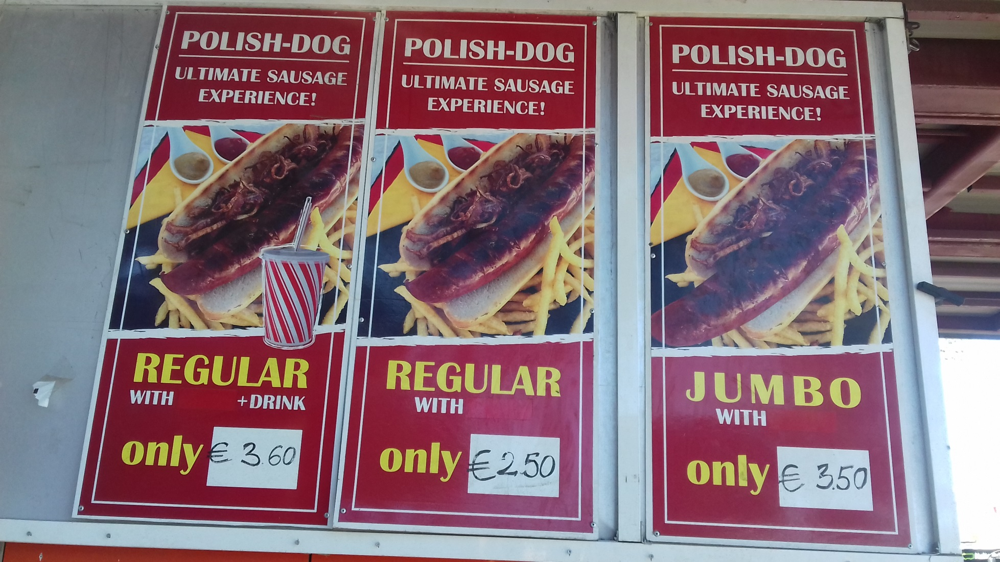 POLISH-DOG
ULTIMATE SAUSAGE
EXPERIENCE!
REGULAR
WITH +DRINK
only € 3.60
POLISH-DOG
ULTIMATE SAUSAGE
EXPERIENCE!
REGULAR
WITH
only € 2.50
POLISH-DOG
ULTIMATE SAUSAGE
EXPERIENCE!
JUMBO
WITH
only € 3.50